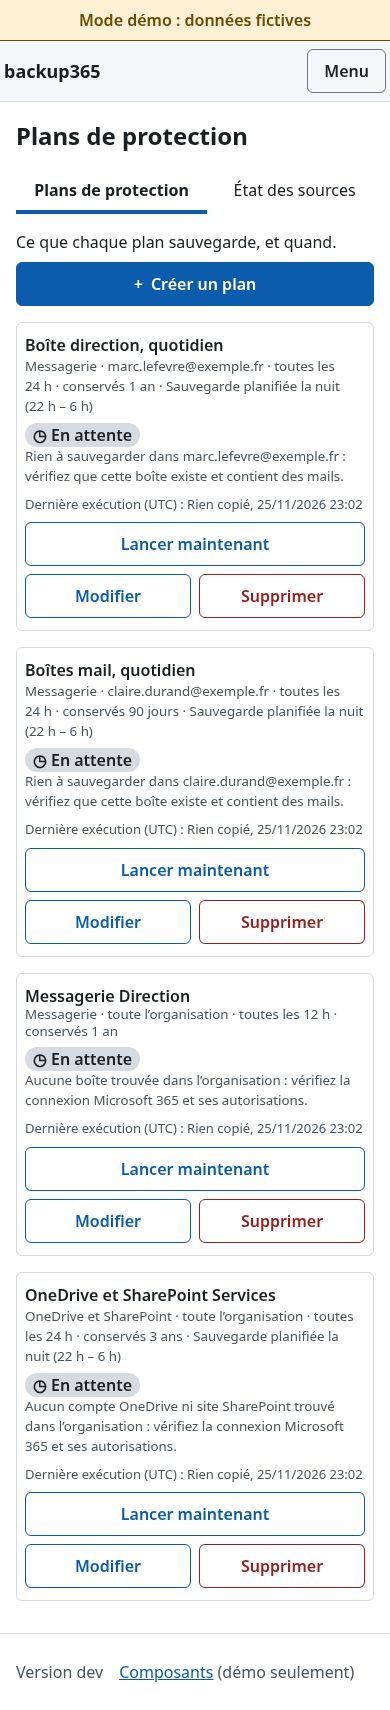 Mode démo : données fictives
backup365
Menu
Plans de protection
Plans de protection
État des sources
Ce que chaque plan sauvegarde, et quand.
+ Créer un plan
Boîte direction, quotidien
Messagerie · marc.lefevre@exemple.fr · toutes les
24 h · conservés 1 an · Sauvegarde planifiée la nuit
(22 h – 6 h)
En attente
Rien à sauvegarder dans marc.lefevre@exemple.fr :
vérifiez que cette boîte existe et contient des mails.
Dernière exécution (UTC) : Rien copié, 25/11/2026 23:02
Lancer maintenant
Modifier
Supprimer
Boîtes mail, quotidien
Messagerie · claire.durand@exemple.fr · toutes les
24 h · conservés 90 jours · Sauvegarde planifiée la nuit
(22 h – 6 h)
En attente
Rien à sauvegarder dans claire.durand@exemple.fr :
vérifiez que cette boîte existe et contient des mails.
Dernière exécution (UTC) : Rien copié, 25/11/2026 23:02
Lancer maintenant
Modifier
Supprimer
Messagerie Direction
Messagerie · toute l’organisation · toutes les 12 h ·
conservés 1 an
En attente
Aucune boîte trouvée dans l’organisation : vérifiez la
connexion Microsoft 365 et ses autorisations.
Dernière exécution (UTC) : Rien copié, 25/11/2026 23:02
Lancer maintenant
Modifier
Supprimer
OneDrive et SharePoint Services
OneDrive et SharePoint · toute l’organisation · toutes
les 24 h · conservés 3 ans · Sauvegarde planifiée la
nuit (22 h – 6 h)
En attente
Aucun compte OneDrive ni site SharePoint trouvé
dans l’organisation : vérifiez la connexion Microsoft
365 et ses autorisations.
Dernière exécution (UTC) : Rien copié, 25/11/2026 23:02
Lancer maintenant
Modifier
Supprimer
Version dev
Composants (démo seulement)